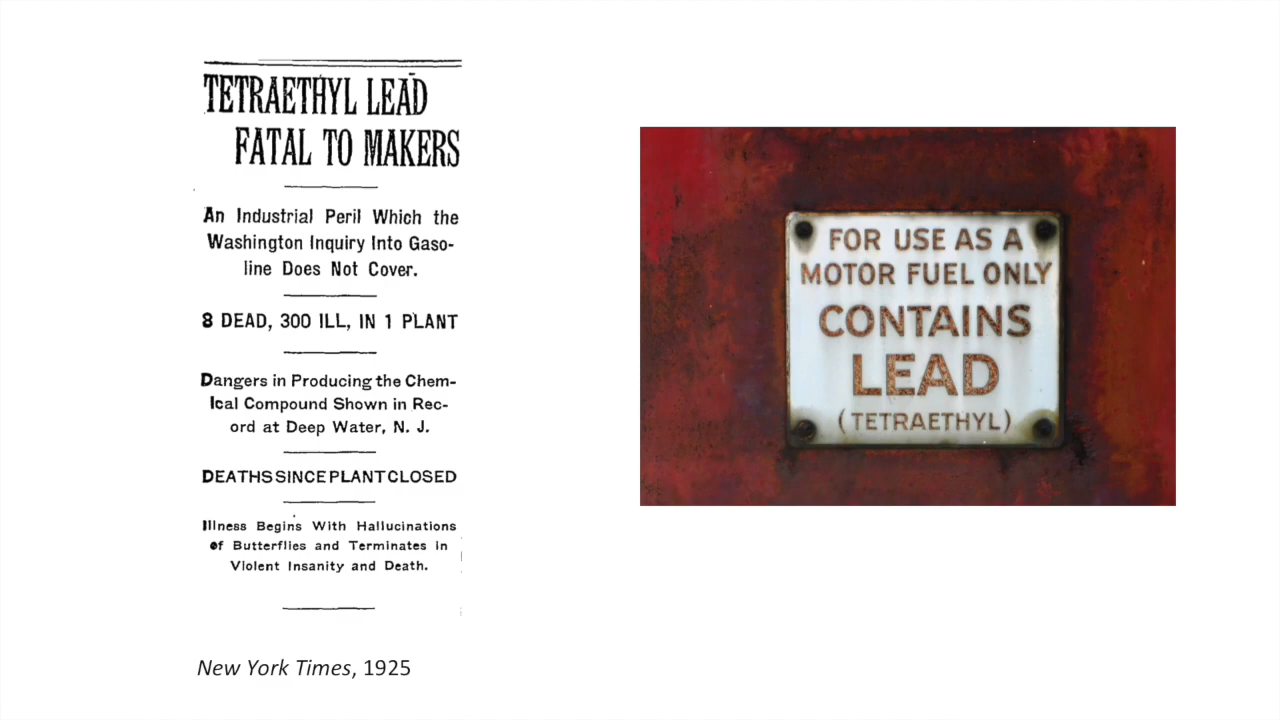 TETRAETHYL LEAD
FATAL TO MAKERS
An Industrial Peril Which the
Washington Inquiry Into Gaso-
line Does Not Cover.
8 DEAD, 300 ILL, IN 1 PLANT
Dangers in Producing the Chem-
ical Compound Shown in Rec-
ord at Deep Water, N. J.
DEATHS SINCE PLANT CLOSED
Illness Begins With Hallucinations
of Butterflies and Terminates in
Violent Insanity and Death.
New York Times, 1925
FOR USE AS A
MOTOR FUEL ONLY
CONTAINS
LEAD
(TETRAETHYL)